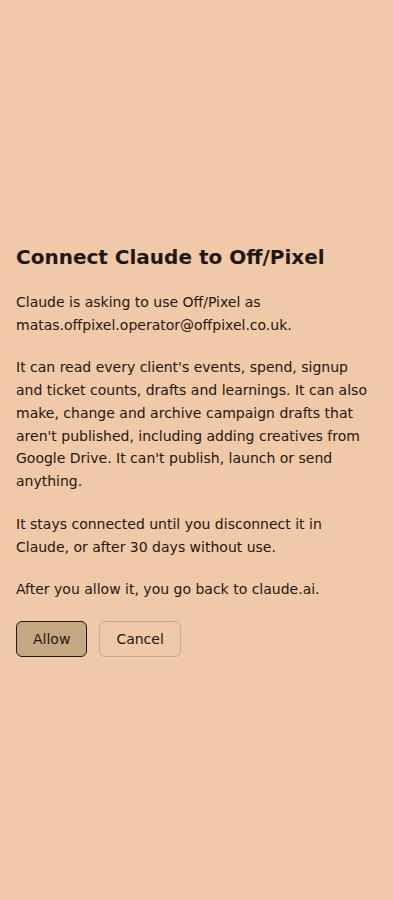 Connect Claude to Off/Pixel
Claude is asking to use Off/Pixel as
matas.offpixel.operator@offpixel.co.uk.
It can read every client's events, spend, signup
and ticket counts, drafts and learnings. It can also
make, change and archive campaign drafts that
aren't published, including adding creatives from
Google Drive. It can't publish, launch or send
anything.
It stays connected until you disconnect it in
Claude, or after 30 days without use.
After you allow it, you go back to claude.ai.
Allow
Cancel